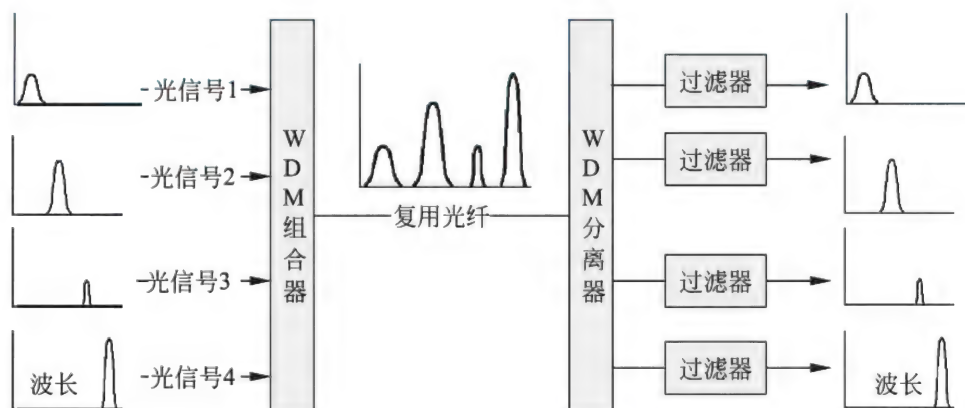 光信号1
光信号2
光信号3
光信号4
波长
WDM组合器
复用光纤
WDM分离器
过滤器
过滤器
过滤器
过滤器
波长